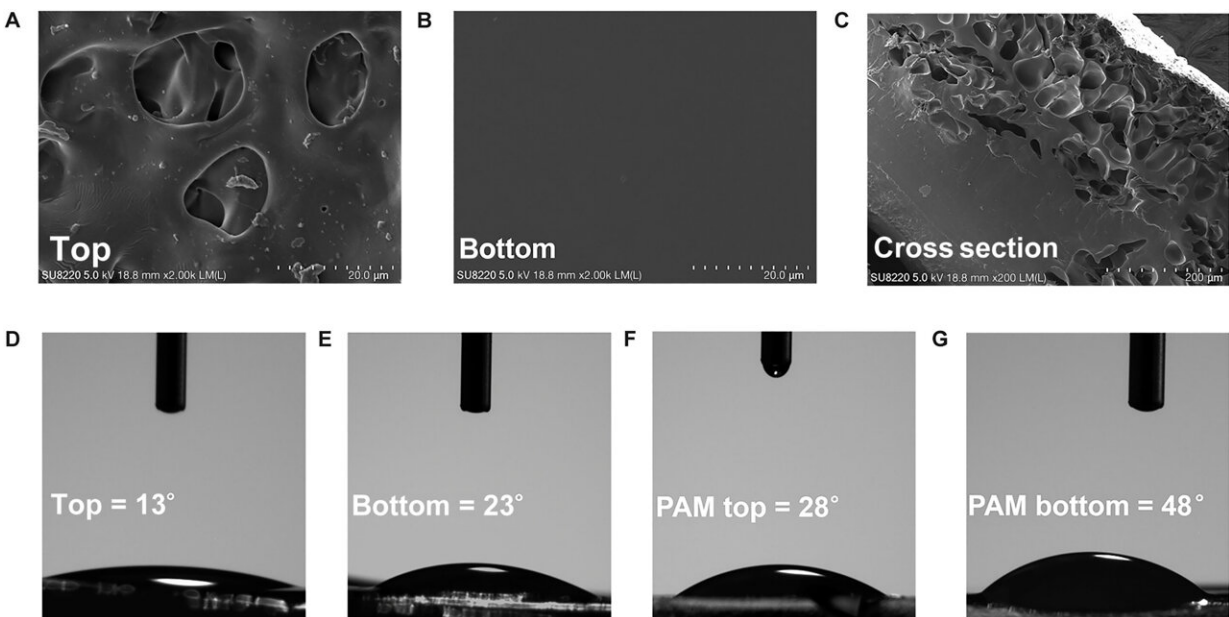 A
B
C
Top
SU8220 5.0 kV 18.8 mm x2.00k LM(L)
20.0 µm
Bottom
SU8220 5.0 kV 18.8 mm x2.00k LM(L)
20.0 µm
Cross section
SU8220 5.0 kV 18.8 mm x200 LM(L)
200 µm
D
E
F
G
Top = 13°
Bottom = 23°
PAM top = 28°
PAM bottom = 48°